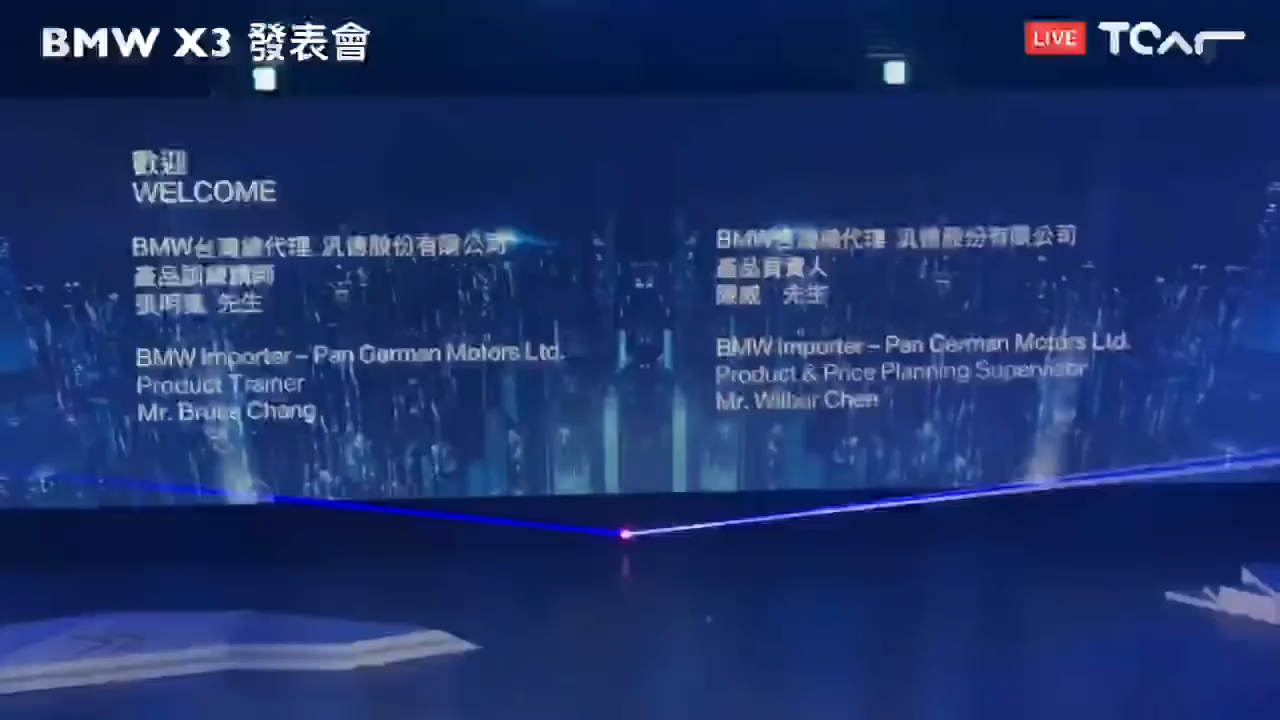 BMW X3 發表會
LIVE TCAr
歡迎
WELCOME
BMW台灣總代理 汎德股份有限公司
產品訓練講師
先生
BMW Importer – Pan German Motors Ltd.
Product Trainer
Mr. Bruce Chang
BMW台灣總代理 汎德股份有限公司
產品負責人
陳威 先生
BMW Importer – Pan German Motors Ltd.
Product & Price Planning Supervisor
Mr. Wilbur Chen